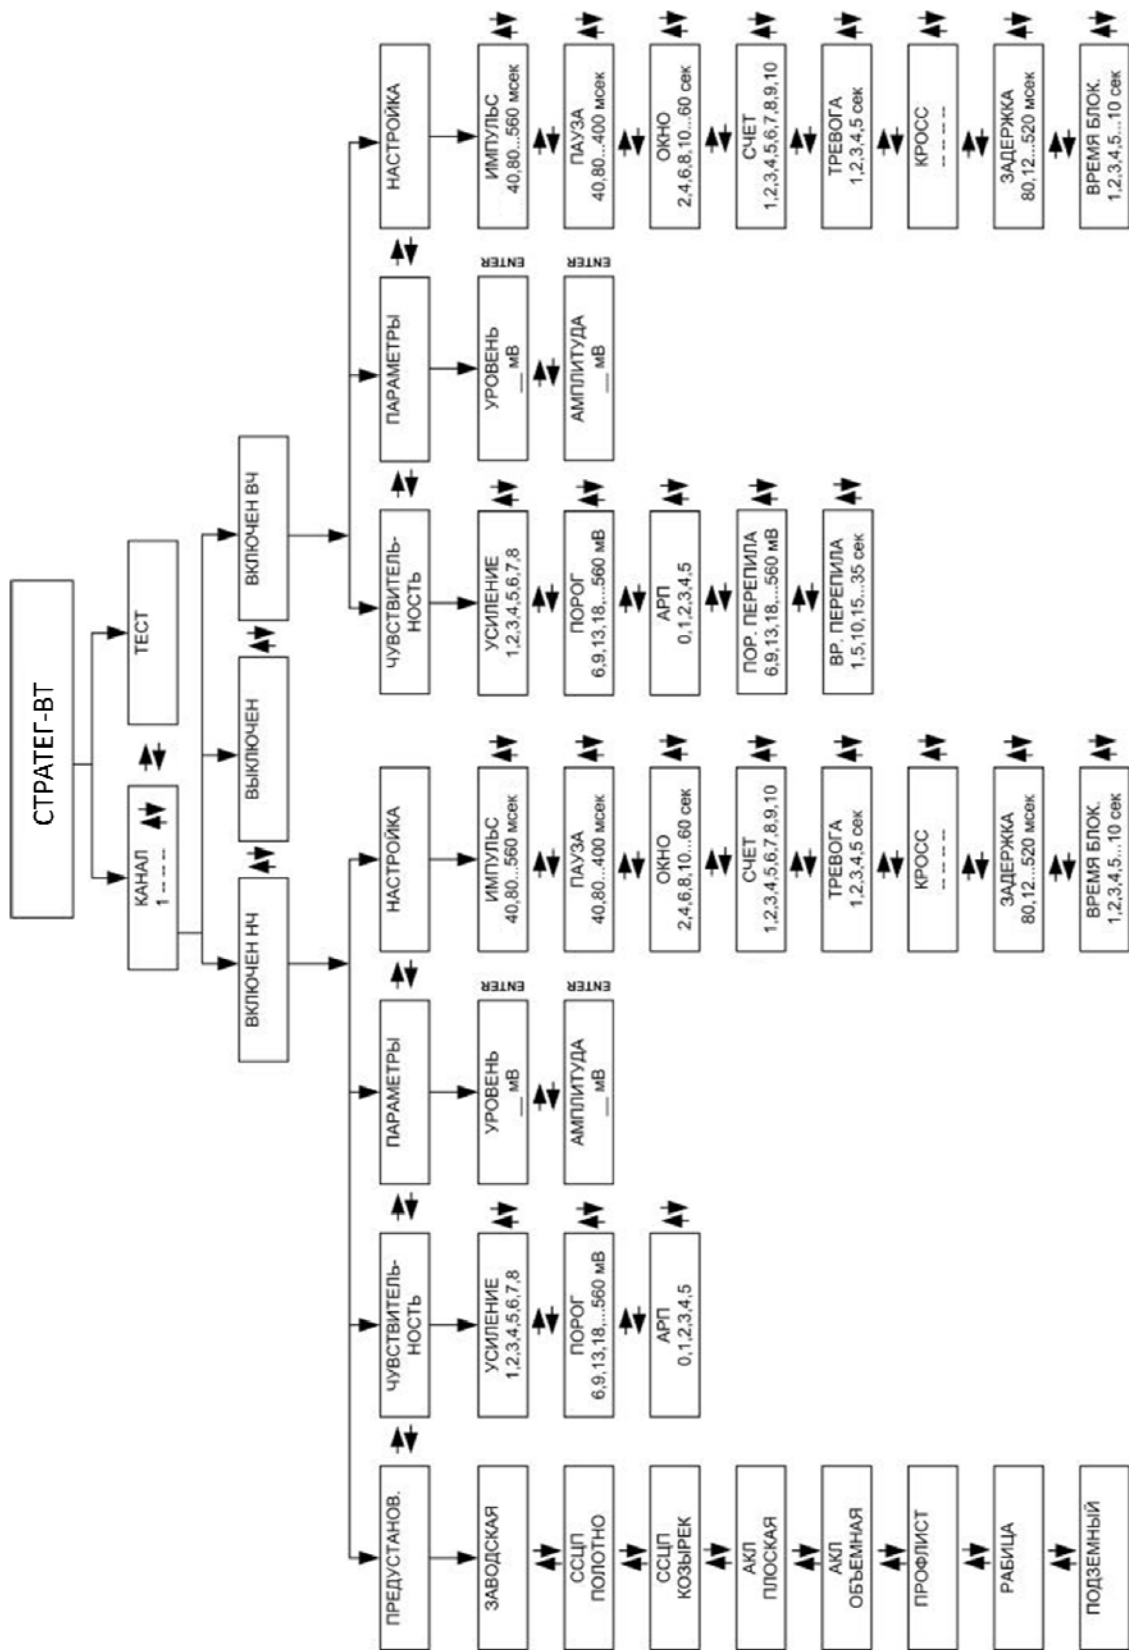 СТРАТЕГ-ВТ
КАНАЛ
1 -- -- --
ТЕСТ
ВКЛЮЧЕН НЧ
ВЫКЛЮЧЕН
ВКЛЮЧЕН ВЧ
ПРЕДУСТАНОВ.
ЗАВОДСКАЯ
ССЦП
ПОЛОТНО
ССЦП
КОЗЫРЕК
АКЛ
ПЛОСКАЯ
АКЛ
ОБЪЕМНАЯ
ПРОФЛИСТ
РАБИЦА
ПОДЗЕМНЫЙ
ЧУВСТВИТЕЛЬ-
НОСТЬ
УСИЛЕНИЕ
1,2,3,4,5,6,7,8
ПОРОГ
6,9,13,18,...560 мВ
АРП
0,1,2,3,4,5
ПАРАМЕТРЫ
УРОВЕНЬ
___ мВ
ENTER
АМПЛИТУДА
___ мВ
ENTER
НАСТРОЙКА
ИМПУЛЬС
40,80...560 мсек
ПАУЗА
40,80...400 мсек
ОКНО
2,4,6,8,10...60 сек
СЧЕТ
1,2,3,4,5,6,7,8,9,10
ТРЕВОГА
1,2,3,4,5 сек
КРОСС
-- -- -- --
ЗАДЕРЖКА
80,12...520 мсек
ВРЕМЯ БЛОК.
1,2,3,4,5...10 сек
ЧУВСТВИТЕЛЬ-
НОСТЬ
УСИЛЕНИЕ
1,2,3,4,5,6,7,8
ПОРОГ
6,9,13,18,...560 мВ
АРП
0,1,2,3,4,5
ПОР. ПЕРЕПИЛА
6,9,13,18,...560 мВ
ВР. ПЕРЕПИЛА
1,5,10,15...35 сек
ПАРАМЕТРЫ
УРОВЕНЬ
___ мВ
ENTER
АМПЛИТУДА
___ мВ
ENTER
НАСТРОЙКА
ИМПУЛЬС
40,80...560 мсек
ПАУЗА
40,80...400 мсек
ОКНО
2,4,6,8,10...60 сек
СЧЕТ
1,2,3,4,5,6,7,8,9,10
ТРЕВОГА
1,2,3,4,5 сек
КРОСС
-- -- -- --
ЗАДЕРЖКА
80,12...520 мсек
ВРЕМЯ БЛОК.
1,2,3,4,5...10 сек